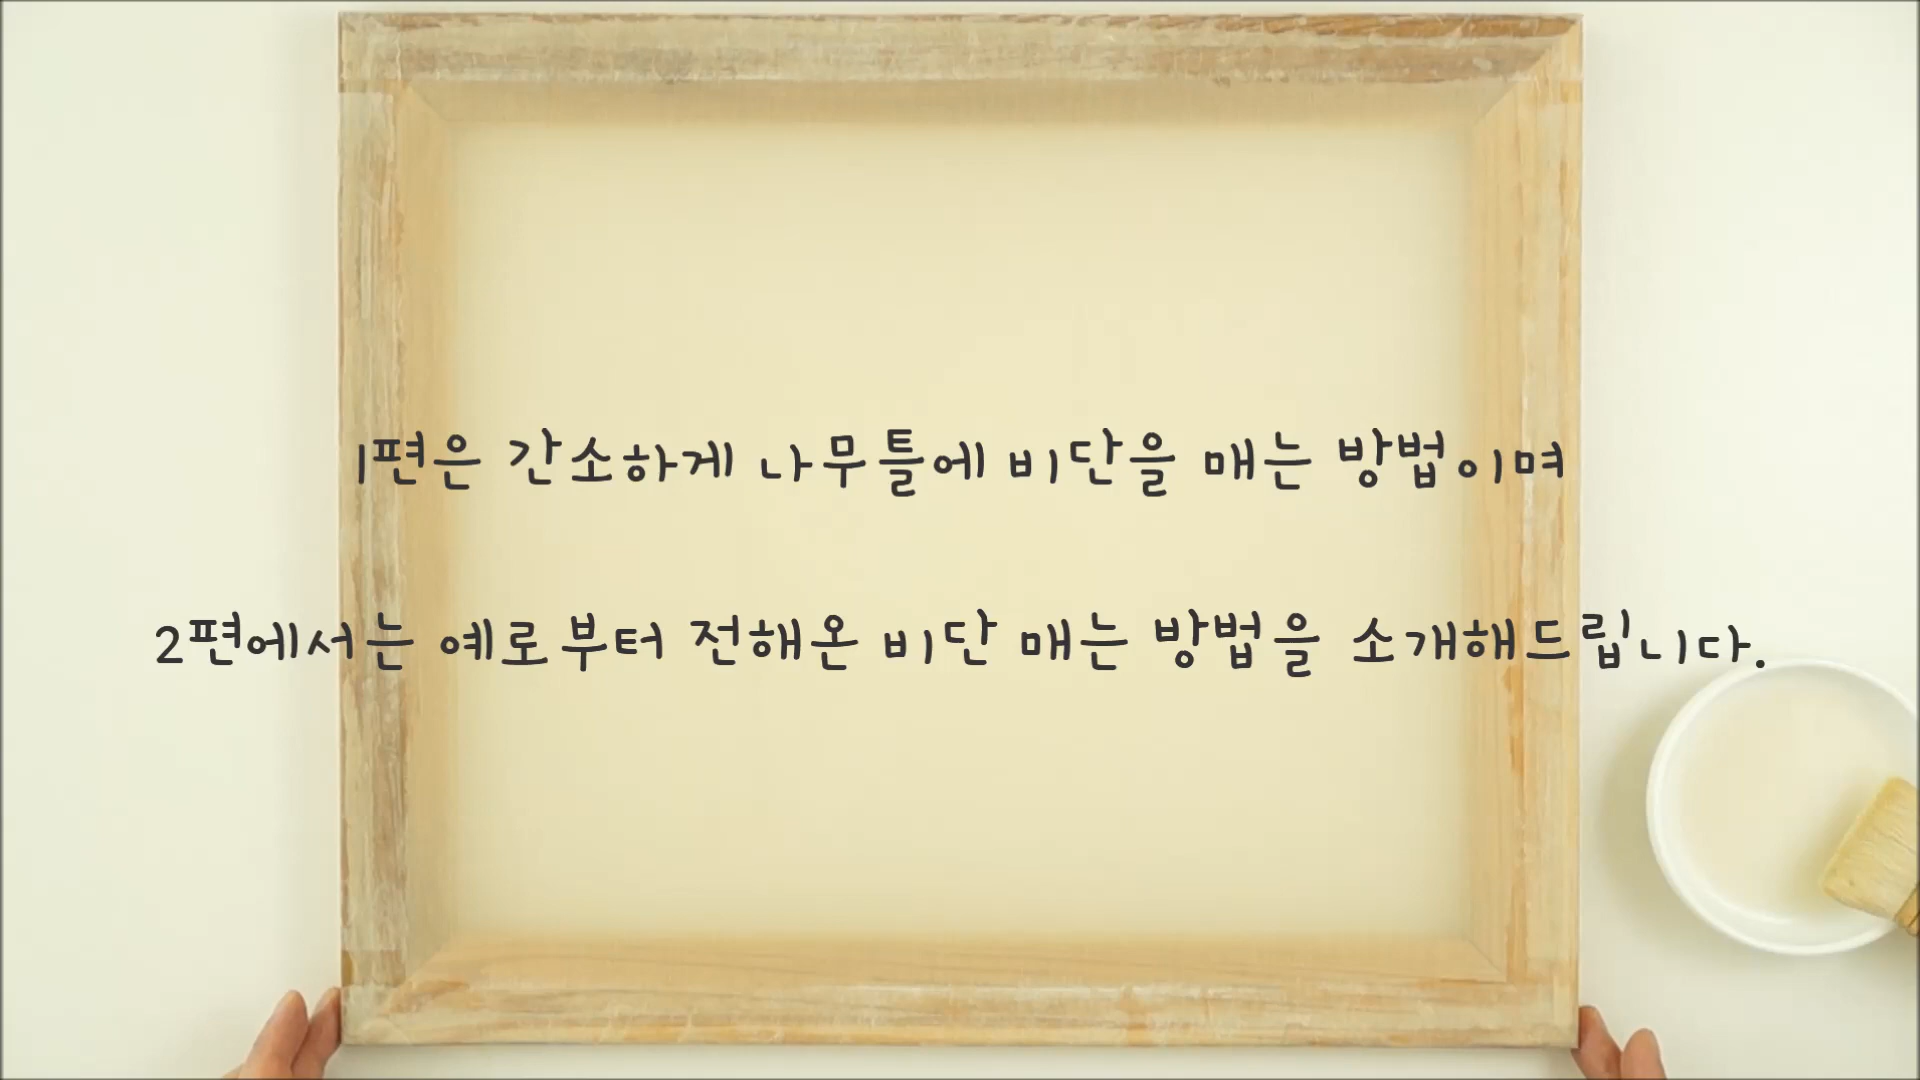 1편은 간소하게 나무틀에 비단을 매는 방법이며
2편에서는 예로부터 전해온 비단 매는 방법을 소개해드립니다.